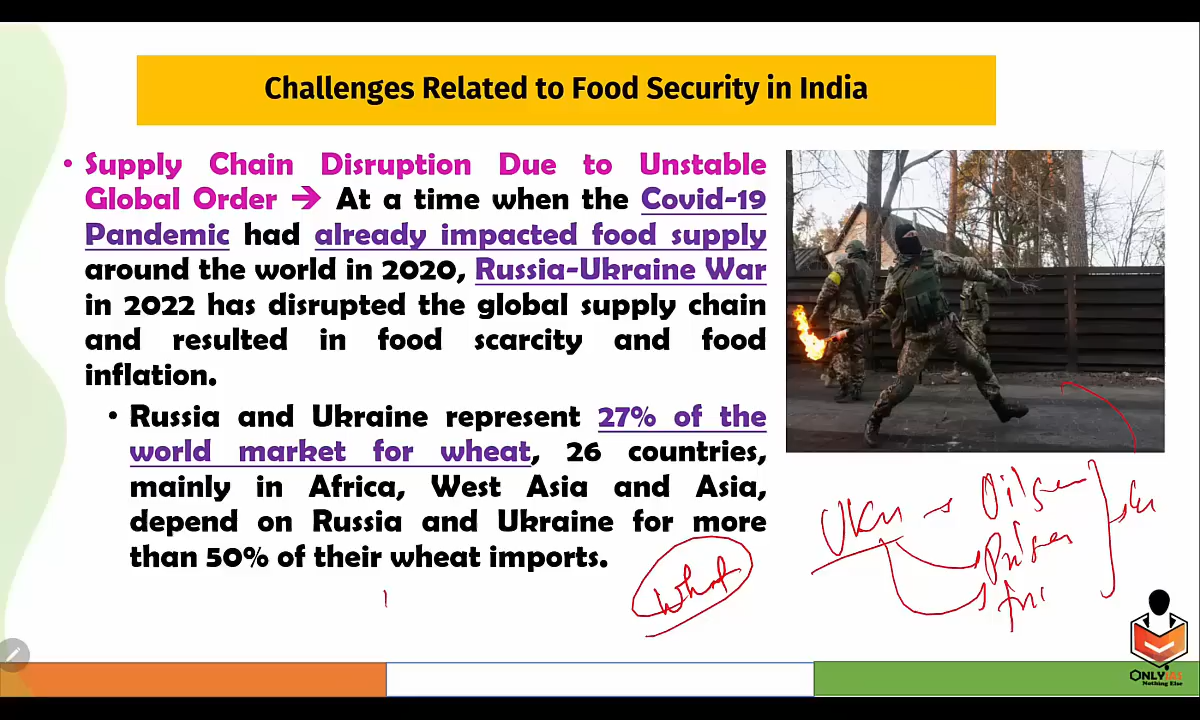 Challenges Related to Food Security in India
• Supply Chain Disruption Due to Unstable
Global Order → At a time when the Covid-19
Pandemic had already impacted food supply
around the world in 2020, Russia-Ukraine War
in 2022 has disrupted the global supply chain
and resulted in food scarcity and food
inflation.
• Russia and Ukraine represent 27% of the
world market for wheat, 26 countries,
mainly in Africa, West Asia and Asia,
depend on Russia and Ukraine for more
than 50% of their wheat imports.
ONLYIAS
Nothing Else